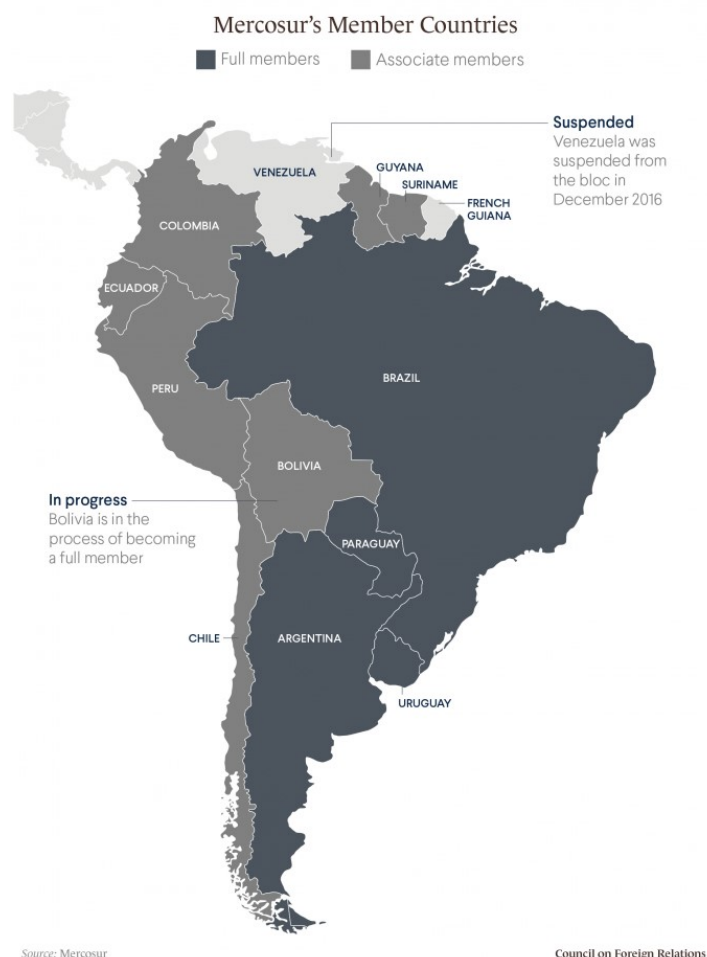 Mercosur's Member Countries
Full members
Associate members
Suspended
Venezuela was
suspended from
the bloc in
December 2016
VENEZUELA
GUYANA
SURINAME
FRENCH
GUIANA
COLOMBIA
ECUADOR
PERU
BRAZIL
BOLIVIA
In progress
Bolivia is in the
process of becoming
a full member
PARAGUAY
CHILE
ARGENTINA
URUGUAY
Source: Mercosur
Council on Foreign Relations